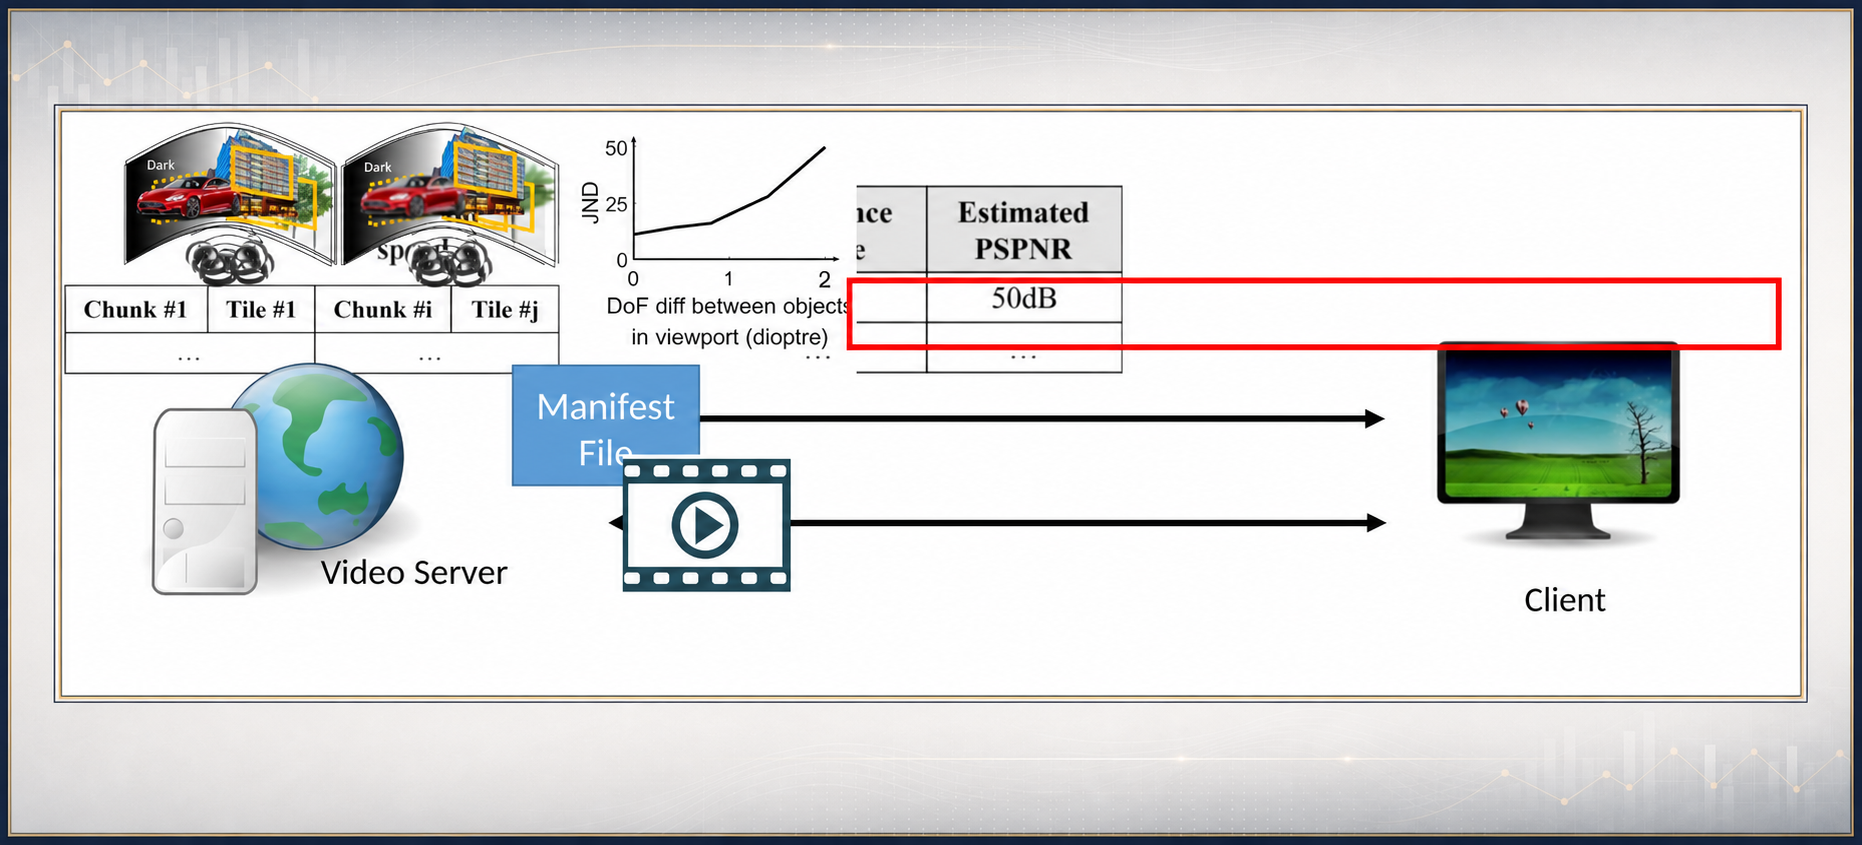 Dark
Dark
50
25
0
JND
0 1 2
DoF diff between objects
in viewport (dioptre)
Estimated
PSPNR
50dB
Chunk #1 Tile #1 Chunk #i Tile #j
... ... ... ...
Manifest
File
Video Server
Client